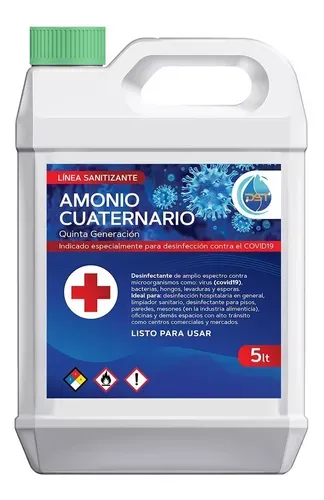 LÍNEA SANITIZANTE
DST
AMONIO
CUATERNARIO
Quinta Generación
Indicado especialmente para desinfección contra el COVID19
Desinfectante de amplio espectro contra
microorganismos como: virus (covid19),
bacterias, hongos, levaduras y esporas.
Ideal para: desinfección hospitalaria en general,
limpiador sanitario, desinfectante para pisos,
paredes, mesones (en la industria alimenticia),
oficinas y demás espacios con alto tránsito
como centros comerciales y mercados.
LISTO PARA USAR
5lt